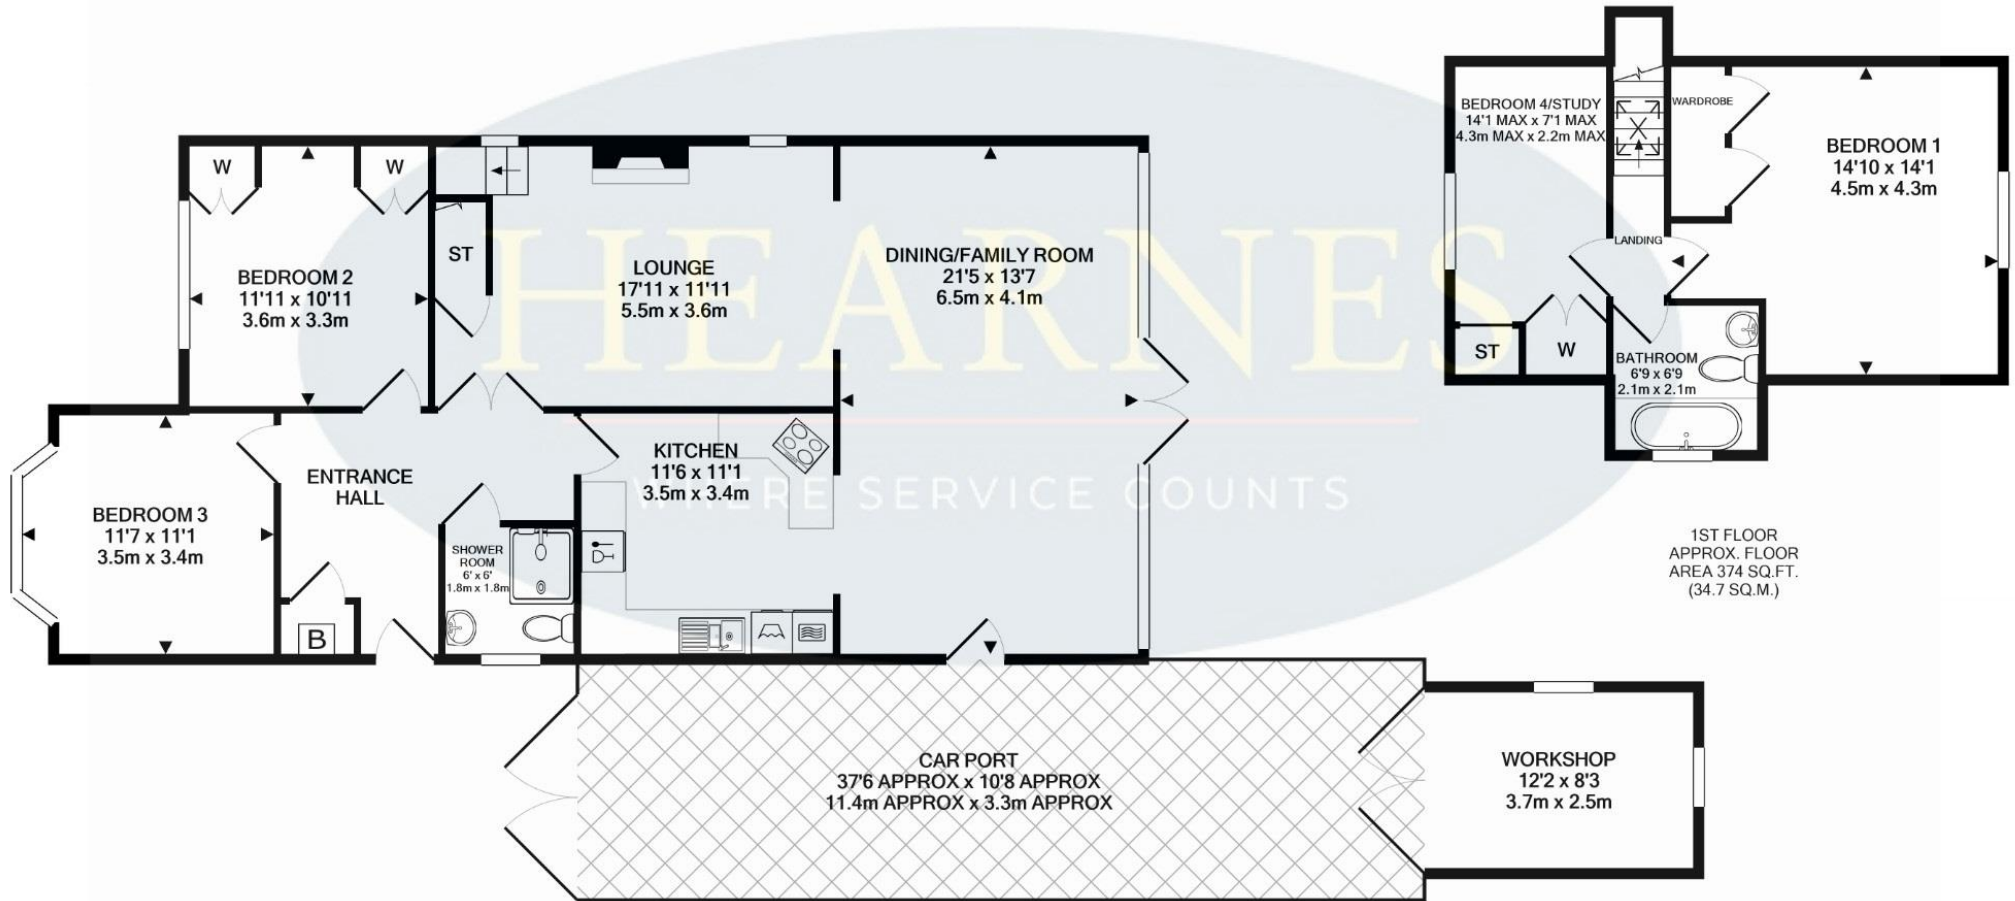 W
W
BEDROOM 2
11'11 x 10'11
3.6m x 3.3m
ST
LOUNGE
17'11 x 11'11
5.5m x 3.6m
DINING/FAMILY ROOM
21'5 x 13'7
6.5m x 4.1m
HEARNES
WHERE SERVICE COUNTS
BEDROOM 3
11'7 x 11'1
3.5m x 3.4m
ENTRANCE
HALL
B
SHOWER
ROOM
6' x 6'
1.8m x 1.8m
KITCHEN
11'6 x 11'1
3.5m x 3.4m
CAR PORT
37'6 APPROX x 10'8 APPROX
11.4m APPROX x 3.3m APPROX
WORKSHOP
12'2 x 8'3
3.7m x 2.5m
BEDROOM 4/STUDY
14'1 MAX x 7'1 MAX
4.3m MAX x 2.2m MAX
WARDROBE
BEDROOM 1
14'10 x 14'1
4.5m x 4.3m
LANDING
ST
W
BATHROOM
6'9 x 6'9
2.1m x 2.1m
1ST FLOOR
APPROX. FLOOR
AREA 374 SQ.FT.
(34.7 SQ.M.)